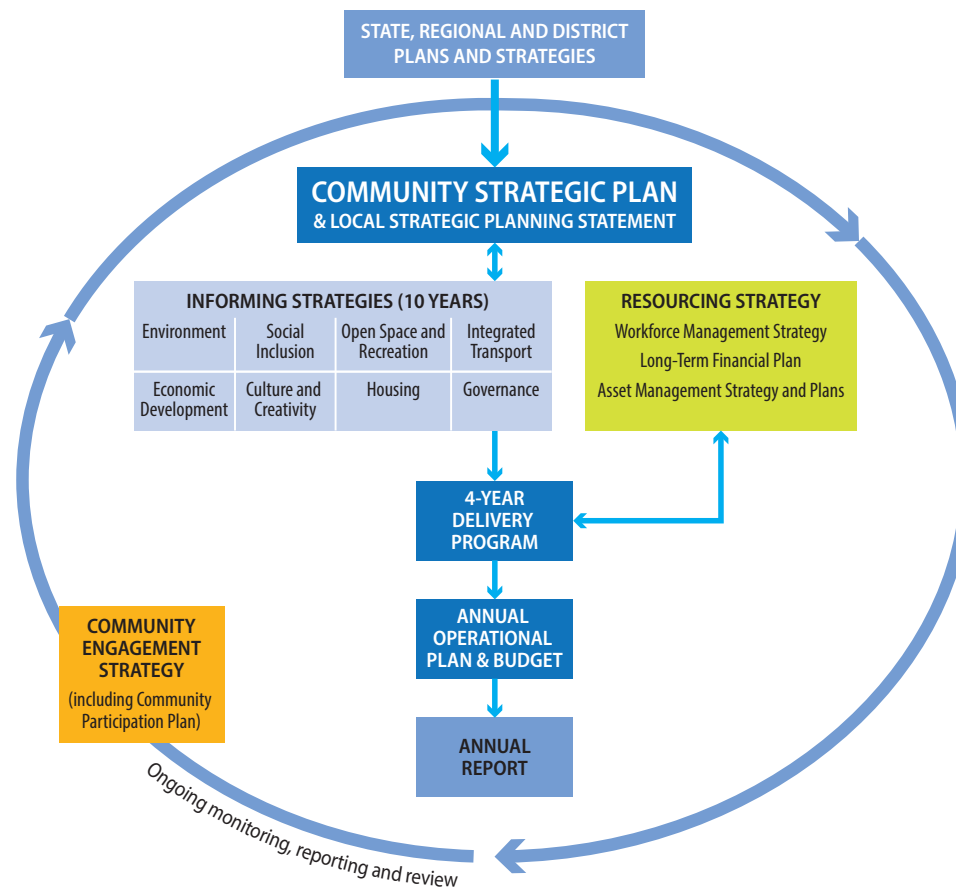 STATE, REGIONAL AND DISTRICT
PLANS AND STRATEGIES
COMMUNITY STRATEGIC PLAN
& LOCAL STRATEGIC PLANNING STATEMENT
INFORMING STRATEGIES (10 YEARS)
Environment
Social
Inclusion
Open Space and
Recreation
Integrated
Transport
Economic
Development
Culture and
Creativity
Housing
Governance
RESOURCING STRATEGY
Workforce Management Strategy
Long-Term Financial Plan
Asset Management Strategy and Plans
4-YEAR
DELIVERY
PROGRAM
ANNUAL
OPERATIONAL
PLAN & BUDGET
COMMUNITY
ENGAGEMENT
STRATEGY
(including Community
Participation Plan)
ANNUAL
REPORT
Ongoing monitoring, reporting and review